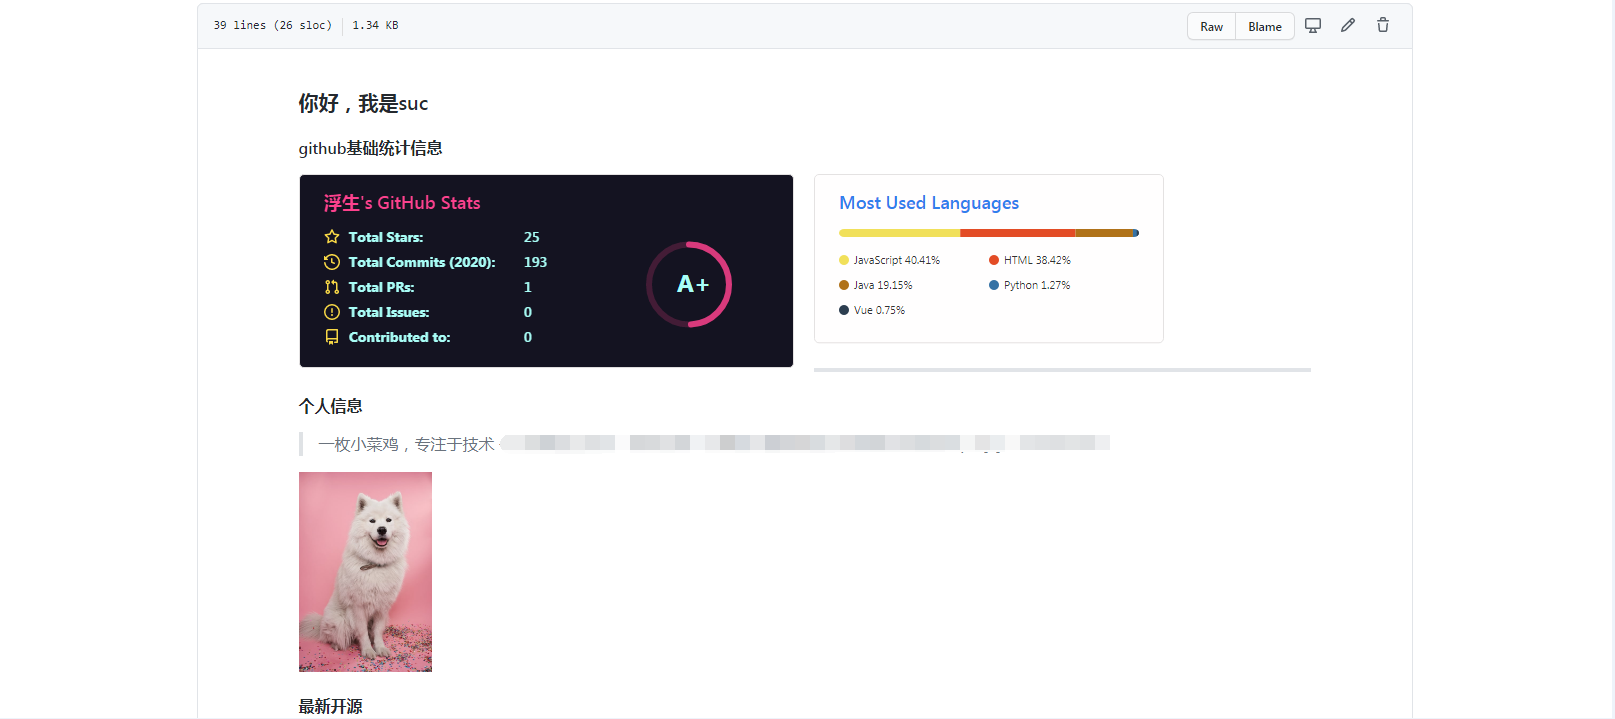 39 lines (26 sloc) 1.34 KB
Raw Blame
你好，我是suc
github基础统计信息
浮生's GitHub Stats
Total Stars: 25
Total Commits (2020): 193
Total PRs: 1
Total Issues: 0
Contributed to: 0
A+
Most Used Languages
JavaScript 40.41% HTML 38.42%
Java 19.15% Python 1.27%
Vue 0.75%
个人信息
一枚小菜鸡，专注于技术
最新开源